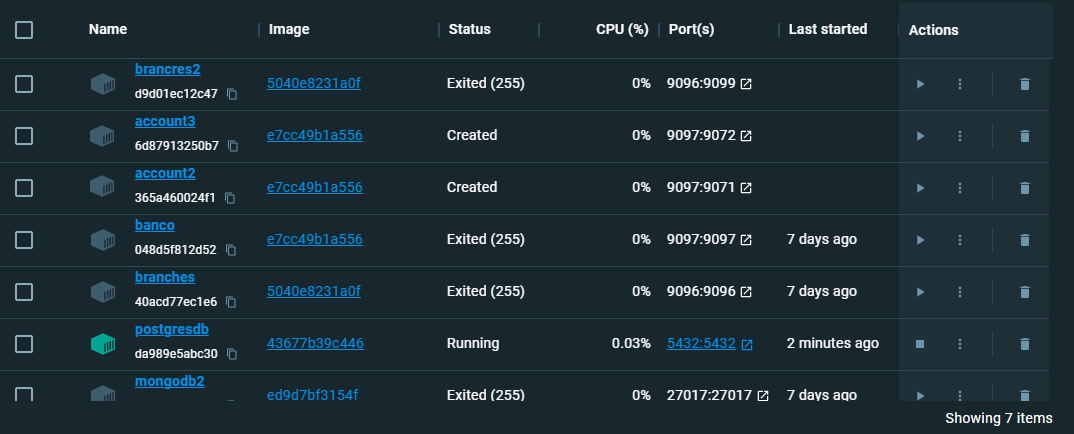 Name Image Status CPU (%) Port(s) Last started Actions
brancres2
d9d01ec12c47 5040e8231a0f Exited (255) 0% 9096:9099
account3
6d87913250b7 e7cc49b1a556 Created 0% 9097:9072
account2
365a460024f1 e7cc49b1a556 Created 0% 9097:9071
banco
048d5f812d52 e7cc49b1a556 Exited (255) 0% 9097:9097 7 days ago
branches
40acd77ec1e6 5040e8231a0f Exited (255) 0% 9096:9096 7 days ago
postgresdb
da989e5abc30 43677b39c446 Running 0.03% 5432:5432 2 minutes ago
mongodb2
ed9d7bf3154f Exited (255) 0% 27017:27017 7 days ago
Showing 7 items